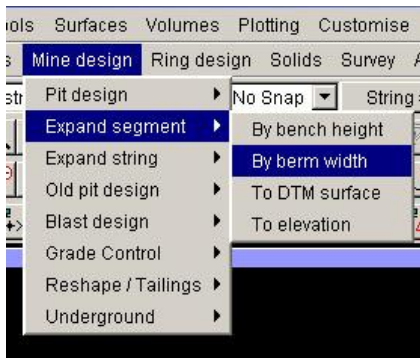 ols Surfaces Volumes Plotting Customise
s Mine design Ring design Solids Survey
str Pit design No Snap String
Expand segment By bench height
Expand string By berm width
Old pit design To DTM surface
Blast design To elevation
Grade Control
Reshape / Tailings
Underground